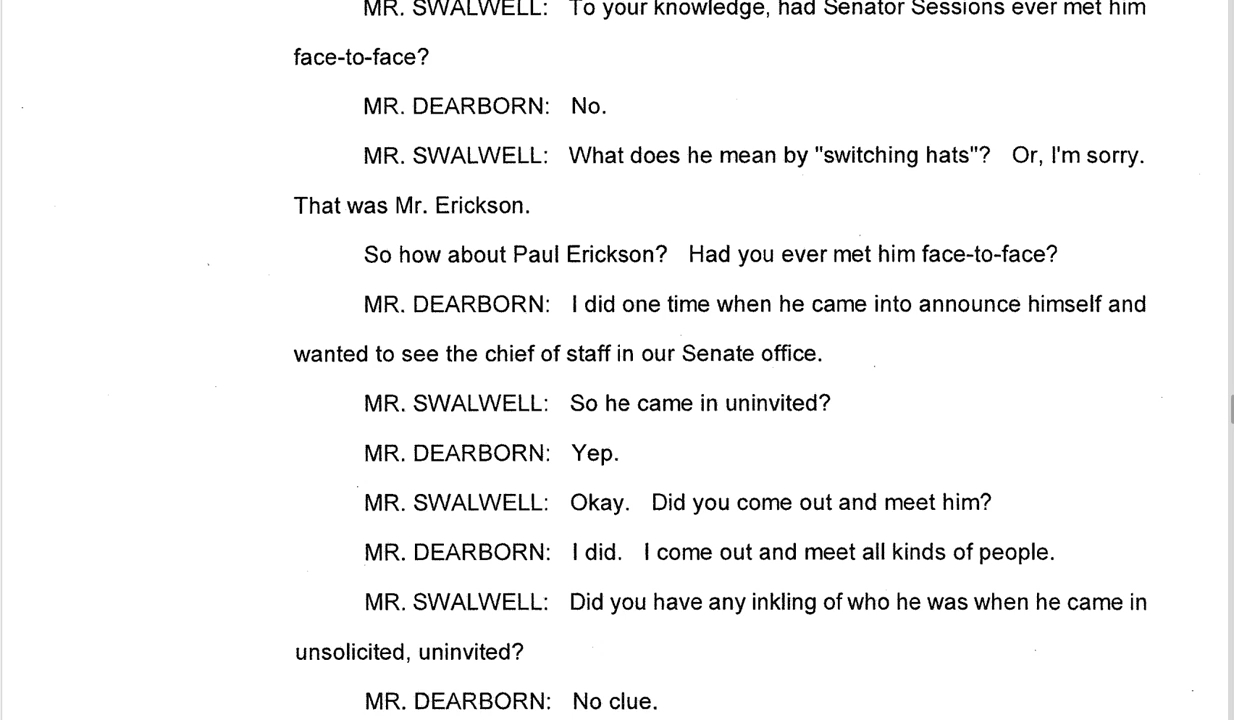 MR. SWALWELL: To your knowledge, had Senator Sessions ever met him
face-to-face?
MR. DEARBORN: No.
MR. SWALWELL: What does he mean by "switching hats"? Or, I'm sorry.
That was Mr. Erickson.
So how about Paul Erickson? Had you ever met him face-to-face?
MR. DEARBORN: I did one time when he came into announce himself and
wanted to see the chief of staff in our Senate office.
MR. SWALWELL: So he came in uninvited?
MR. DEARBORN: Yep.
MR. SWALWELL: Okay. Did you come out and meet him?
MR. DEARBORN: I did. I come out and meet all kinds of people.
MR. SWALWELL: Did you have any inkling of who he was when he came in
unsolicited, uninvited?
MR. DEARBORN: No clue.